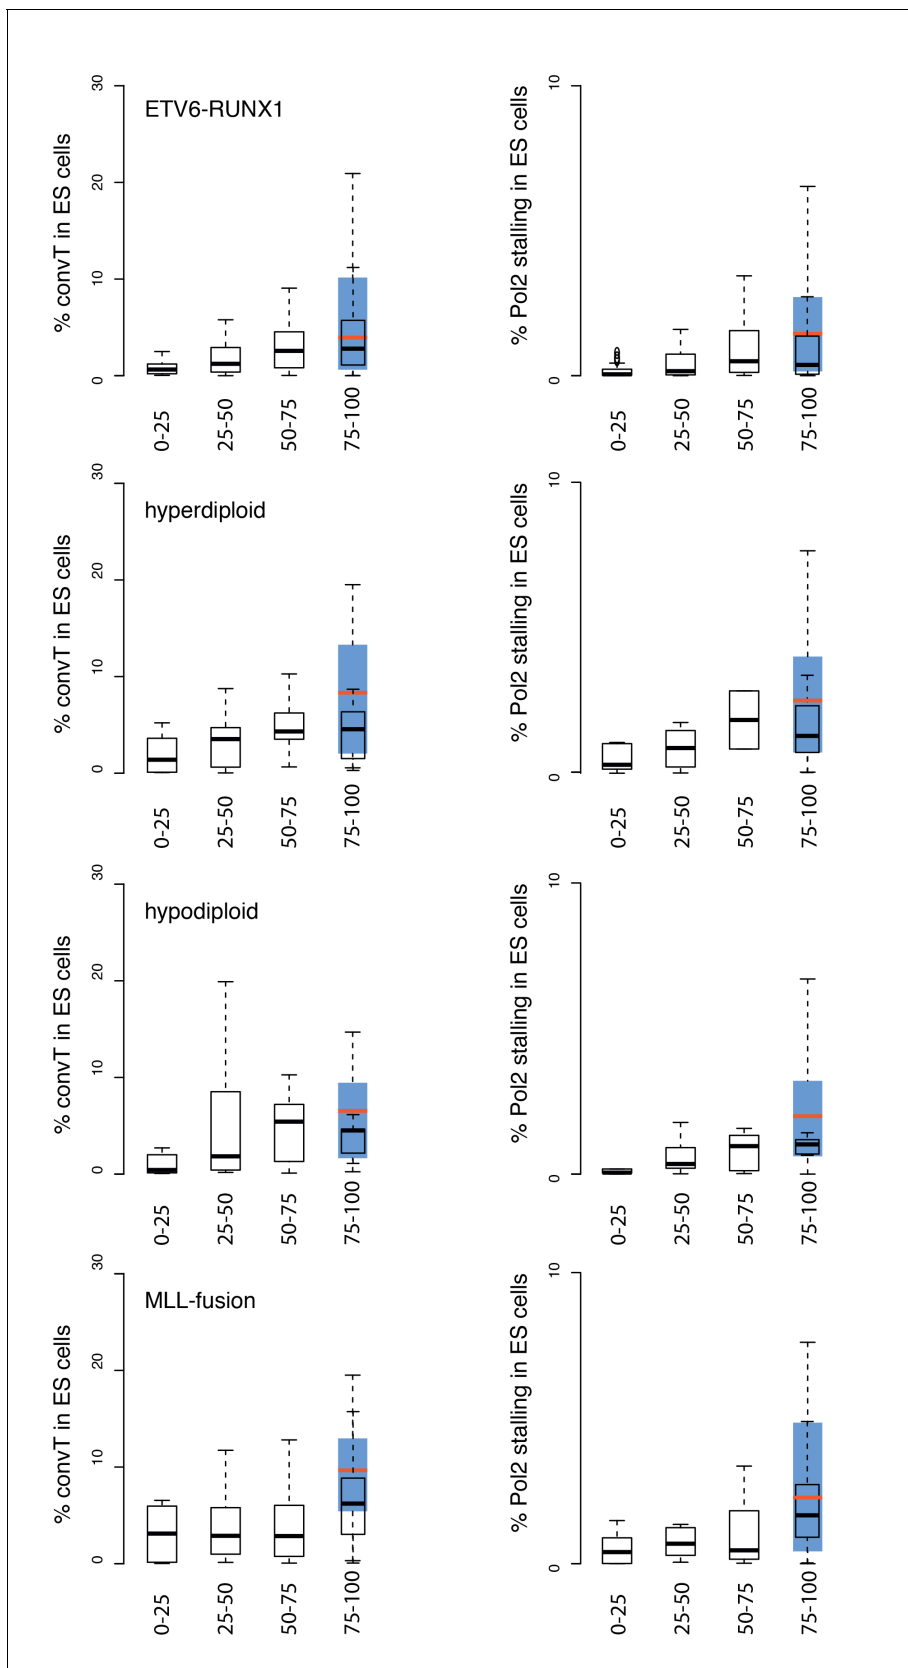 ETV6-RUNX1
% convT in ES cells
0 10 20 30
0-25 25-50 50-75 75-100
% Pol2 stalling in ES cells
0 10
0-25 25-50 50-75 75-100
hyperdiploid
% convT in ES cells
0 10 20 30
0-25 25-50 50-75 75-100
% Pol2 stalling in ES cells
0 10
0-25 25-50 50-75 75-100
hypodiploid
% convT in ES cells
0 10 20 30
0-25 25-50 50-75 75-100
% Pol2 stalling in ES cells
0 10
0-25 25-50 50-75 75-100
MLL-fusion
% convT in ES cells
0 10 20 30
0-25 25-50 50-75 75-100
% Pol2 stalling in ES cells
0 10
0-25 25-50 50-75 75-100